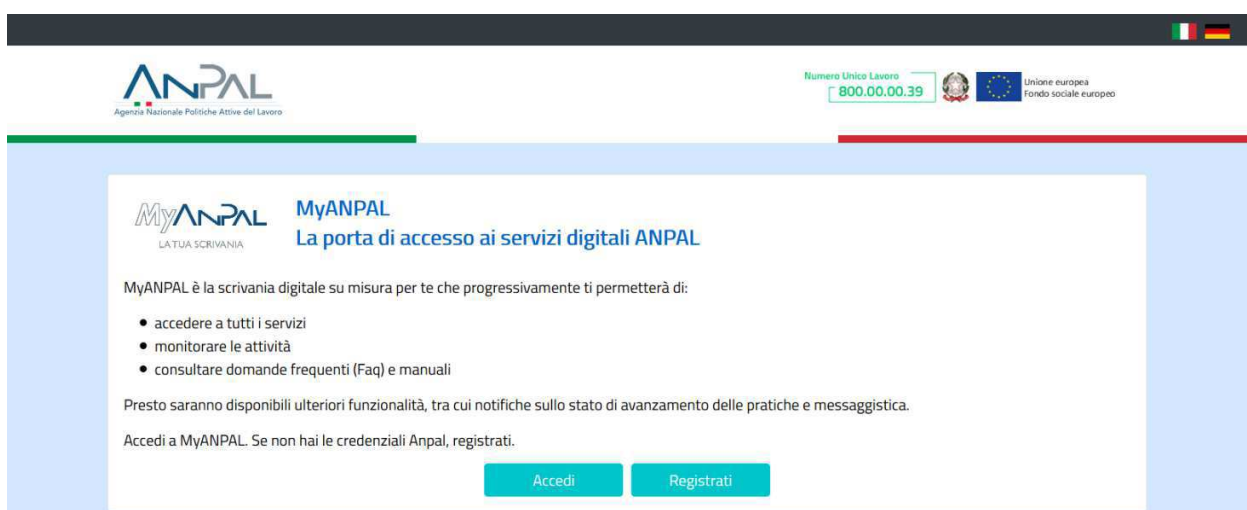 ANPAL
Agenzia Nazionale Politiche Attive del Lavoro
Numero Unico Lavoro
800.00.00.39
Unione europea
Fondo sociale europeo
MyANPAL
LA TUA SCRIVANIA
MyANPAL
La porta di accesso ai servizi digitali ANPAL
MyANPAL è la scrivania digitale su misura per te che progressivamente ti permetterà di:
● accedere a tutti i servizi
● monitorare le attività
● consultare domande frequenti (Faq) e manuali
Presto saranno disponibili ulteriori funzionalità, tra cui notifiche sullo stato di avanzamento delle pratiche e messaggistica.
Accedi a MyANPAL. Se non hai le credenziali Anpal, registrati.
Accedi
Registrati